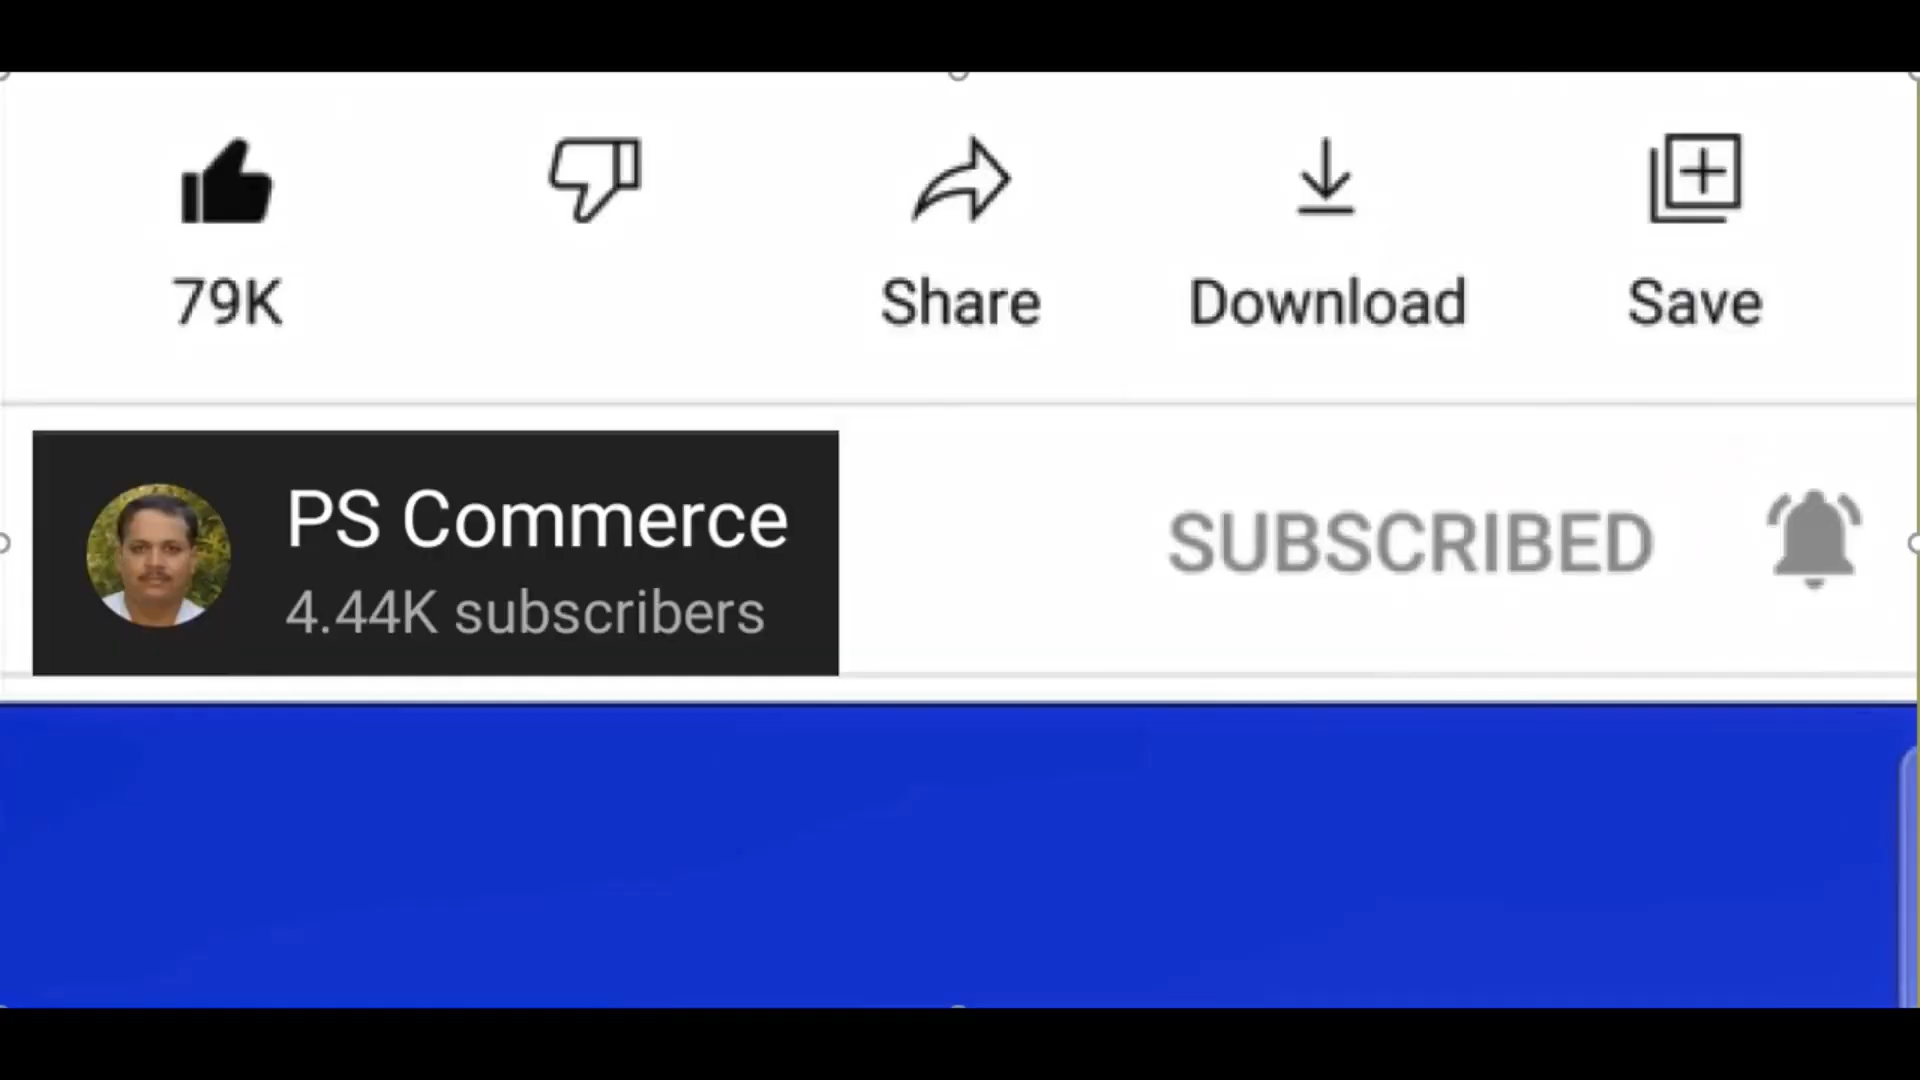 79K
Share
Download
Save
PS Commerce
4.44K subscribers
SUBSCRIBED